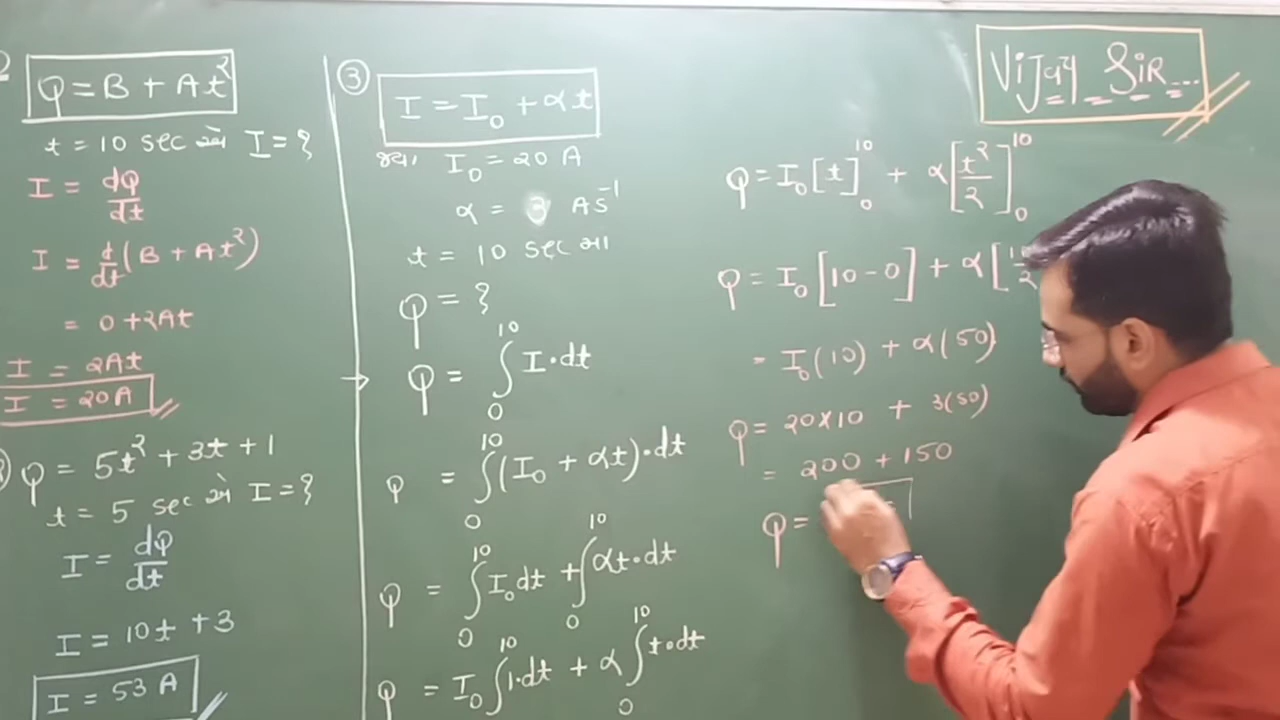 Q = B + At²
t = 10 sec એ I = ?
I = dQ/dt
I = d/dt (B + At²)
= 0 + 2At
I = 2At
I = 20 A
Q = 5t² + 3t + 1
t = 5 sec એ I = ?
I = dQ/dt
I = 10t + 3
I = 53 A
③ I = I₀ + αt
I₀ = 20 A
α = 3 AS⁻¹
t = 10 sec માં
Q = ?
Q = ∫₀¹⁰ I·dt
Q = ∫₀¹⁰ (I₀ + αt)·dt
Q = ∫₀¹⁰ I₀dt + ∫₀¹⁰ αt·dt
Q = I₀ ∫₀¹⁰ 1·dt + α ∫₀¹⁰ t·dt
ViJay SiR...
Q = I₀[t]₀¹⁰ + α[t²/2]₀¹⁰
Q = I₀[10-0] + α[
= I₀(10) + α(50)
Q = 20×10 + 3(50)
= 200 + 150
Q =